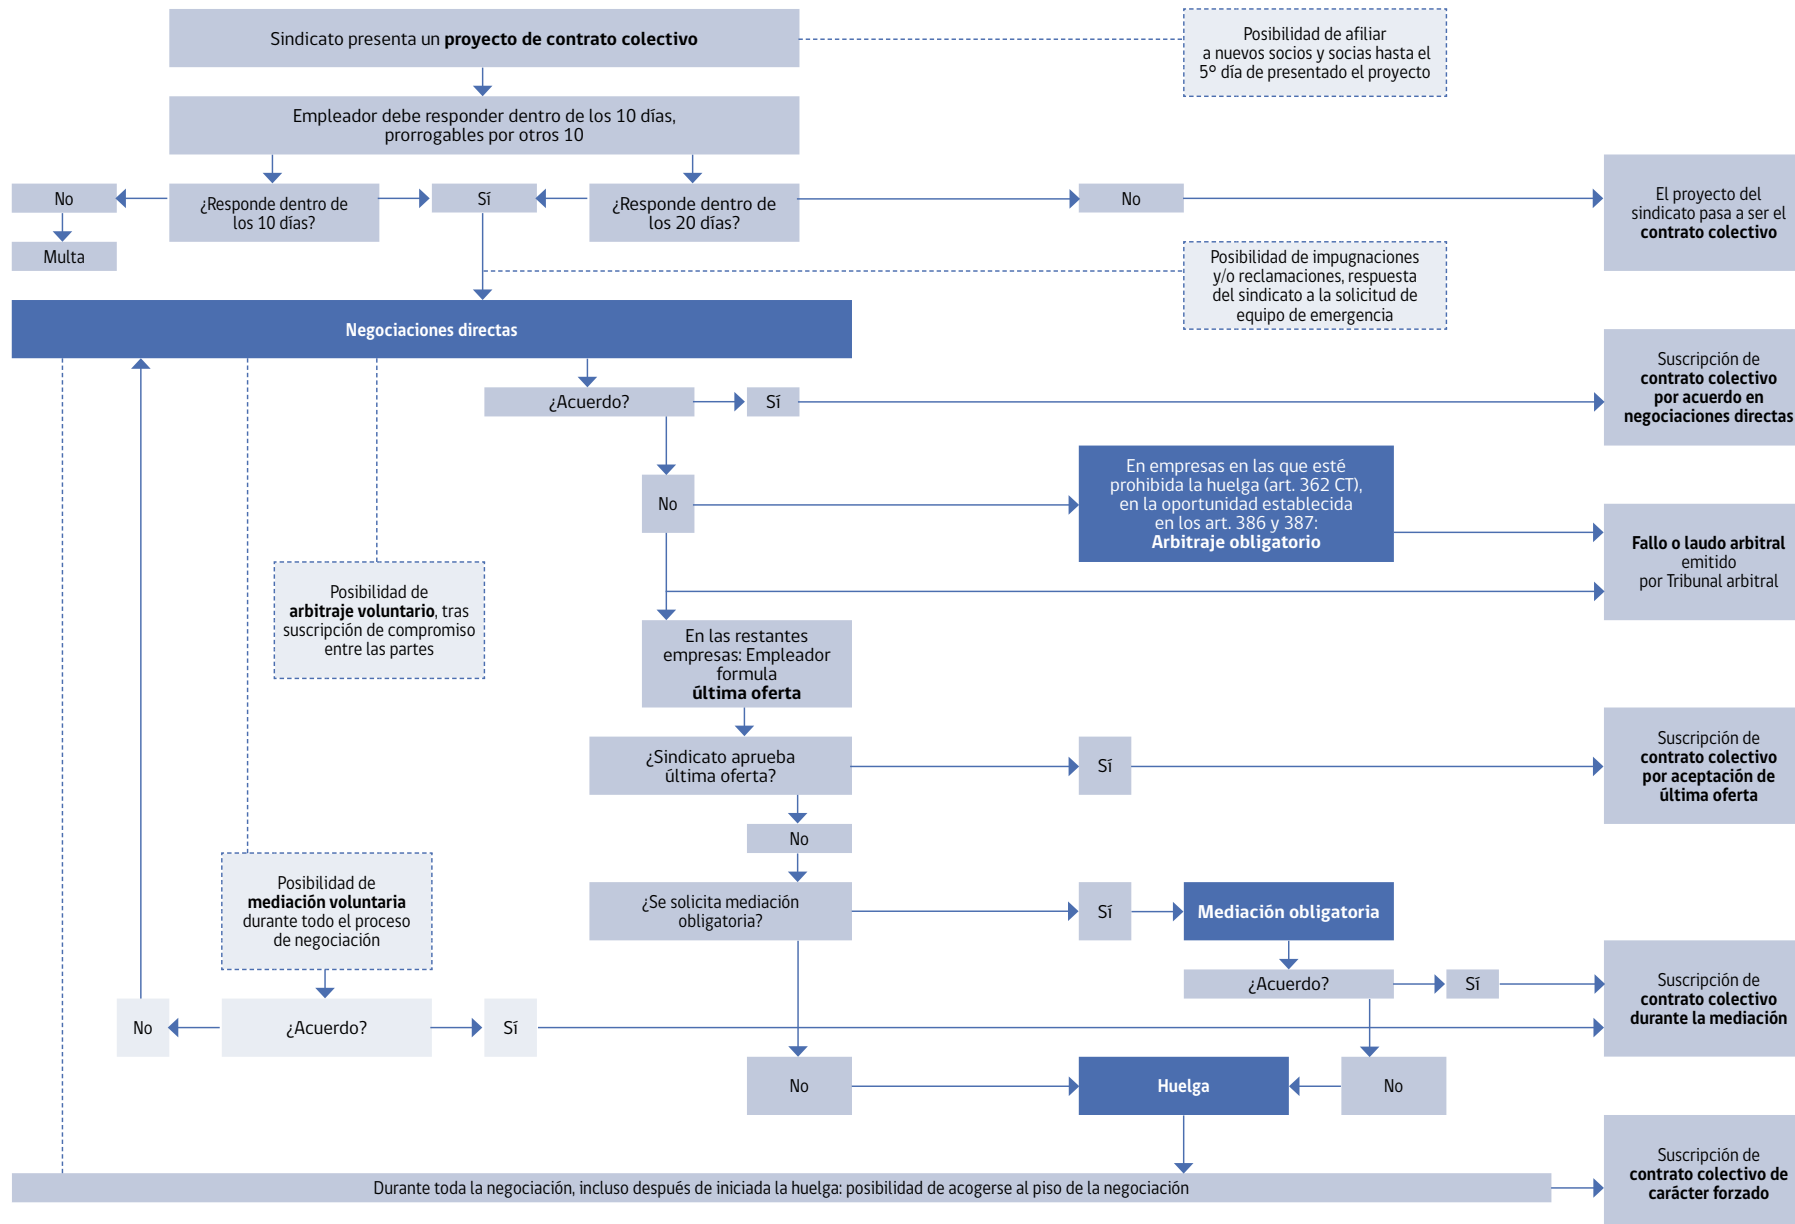 Sindicato presenta un proyecto de contrato colectivo
Posibilidad de afiliar
a nuevos socios y socias hasta el
5º día de presentado el proyecto
Empleador debe responder dentro de los 10 días,
prorrogables por otros 10
No
¿Responde dentro de
los 10 días?
Sí
¿Responde dentro de
los 20 días?
No
El proyecto del
sindicato pasa a ser el
contrato colectivo
Multa
Posibilidad de impugnaciones
y/o reclamaciones, respuesta
del sindicato a la solicitud de
equipo de emergencia
Negociaciones directas
¿Acuerdo?
Sí
Suscripción de
contrato colectivo
por acuerdo en
negociaciones directas
No
En empresas en las que esté
prohibida la huelga (art. 362 CT),
en la oportunidad establecida
en los art. 386 y 387:
Arbitraje obligatorio
Fallo o laudo arbitral
emitido
por Tribunal arbitral
Posibilidad de
arbitraje voluntario, tras
suscripción de compromiso
entre las partes
En las restantes
empresas: Empleador
formula
última oferta
¿Sindicato aprueba
última oferta?
Sí
Suscripción de
contrato colectivo
por aceptación de
última oferta
No
Posibilidad de
mediación voluntaria
durante todo el proceso
de negociación
¿Se solicita mediación
obligatoria?
Sí
Mediación obligatoria
¿Acuerdo?
Sí
Suscripción de
contrato colectivo
durante la mediación
No
¿Acuerdo?
Sí
No
Huelga
No
Suscripción de
contrato colectivo de
carácter forzado
Durante toda la negociación, incluso después de iniciada la huelga: posibilidad de acogerse al piso de la negociación